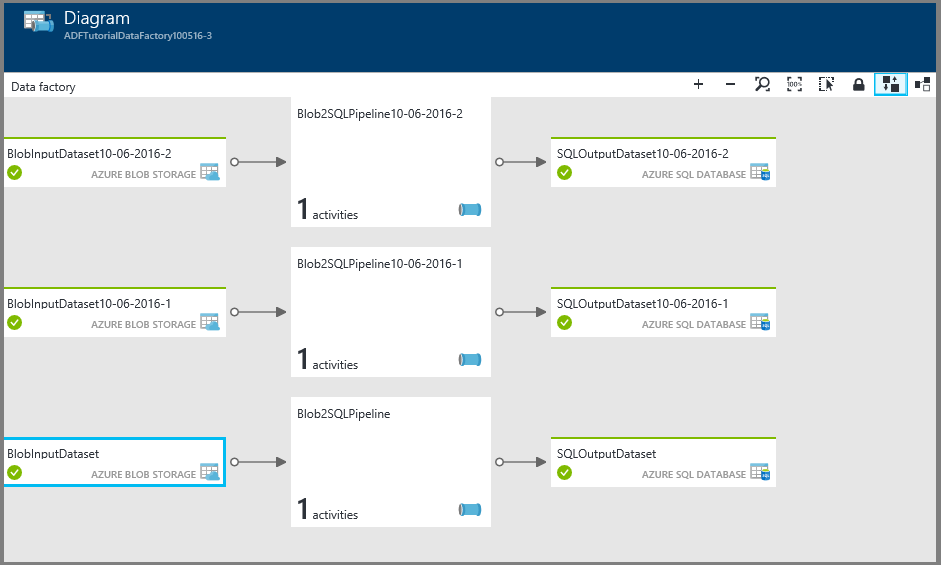 Diagram
ADFTutorialDataFactory100516-3
Data factory
100%
Blob2SQLPipeline10-06-2016-2
BlobInputDataset10-06-2016-2
AZURE BLOB STORAGE
1 activities
SQLOutputDataset10-06-2016-2
AZURE SQL DATABASE
SQL
Blob2SQLPipeline10-06-2016-1
BlobInputDataset10-06-2016-1
AZURE BLOB STORAGE
1 activities
SQLOutputDataset10-06-2016-1
AZURE SQL DATABASE
SQL
Blob2SQLPipeline
BlobInputDataset
AZURE BLOB STORAGE
1 activities
SQLOutputDataset
AZURE SQL DATABASE
SQL